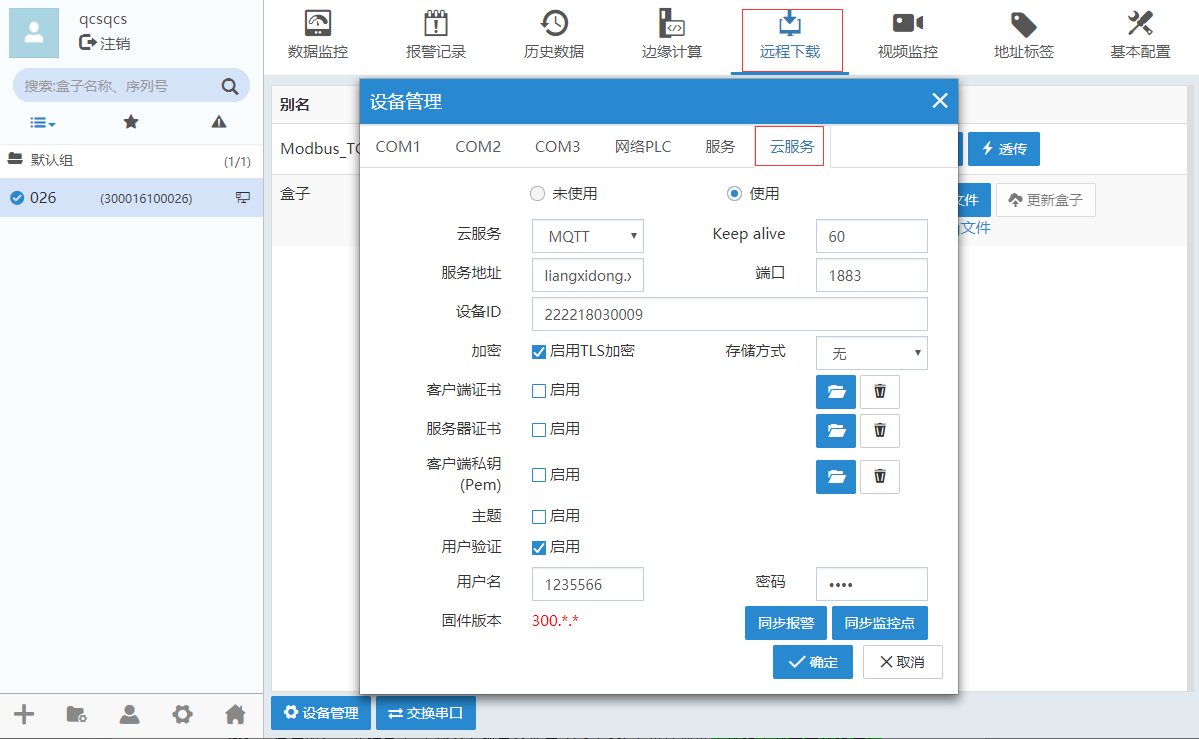 qcsqcs
注销
搜索:盒子名称、序列号
默认组 (1/1)
026 (300016100026)
数据监控 报警记录 历史数据 边缘计算 远程下载 视频监控 地址标签 基本配置
别名
Modbus_TC
透传
盒子
文件
更新盒子
文件
设备管理
COM1 COM2 COM3 网络PLC 服务 云服务
未使用 使用
云服务 MQTT Keep alive 60
服务地址 liangxidong.x 端口 1883
设备ID 222218030009
加密 启用TLS加密 存储方式 无
客户端证书 启用
服务器证书 启用
客户端私钥
(Pem) 启用
主题 启用
用户验证 启用
用户名 1235566 密码 ••••
固件版本 300.*.* 同步报警 同步监控点
确定 取消
设备管理 交换串口